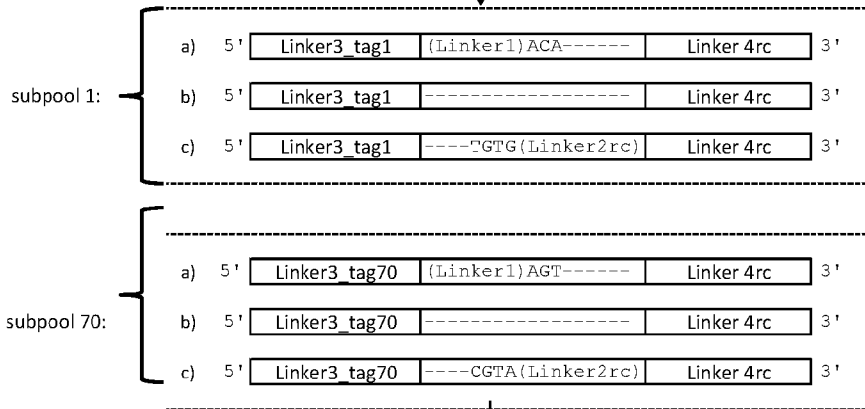 a) 5' Linker3_tag1 (Linker1)ACA------ Linker 4rc 3'
subpool 1: b) 5' Linker3_tag1 ------------------ Linker 4rc 3'
c) 5' Linker3_tag1 ----TGTG(Linker2rc) Linker 4rc 3'
a) 5' Linker3_tag70 (Linker1)AGT------ Linker 4rc 3'
subpool 70: b) 5' Linker3_tag70 ------------------ Linker 4rc 3'
c) 5' Linker3_tag70 ----CGTA(Linker2rc) Linker 4rc 3'